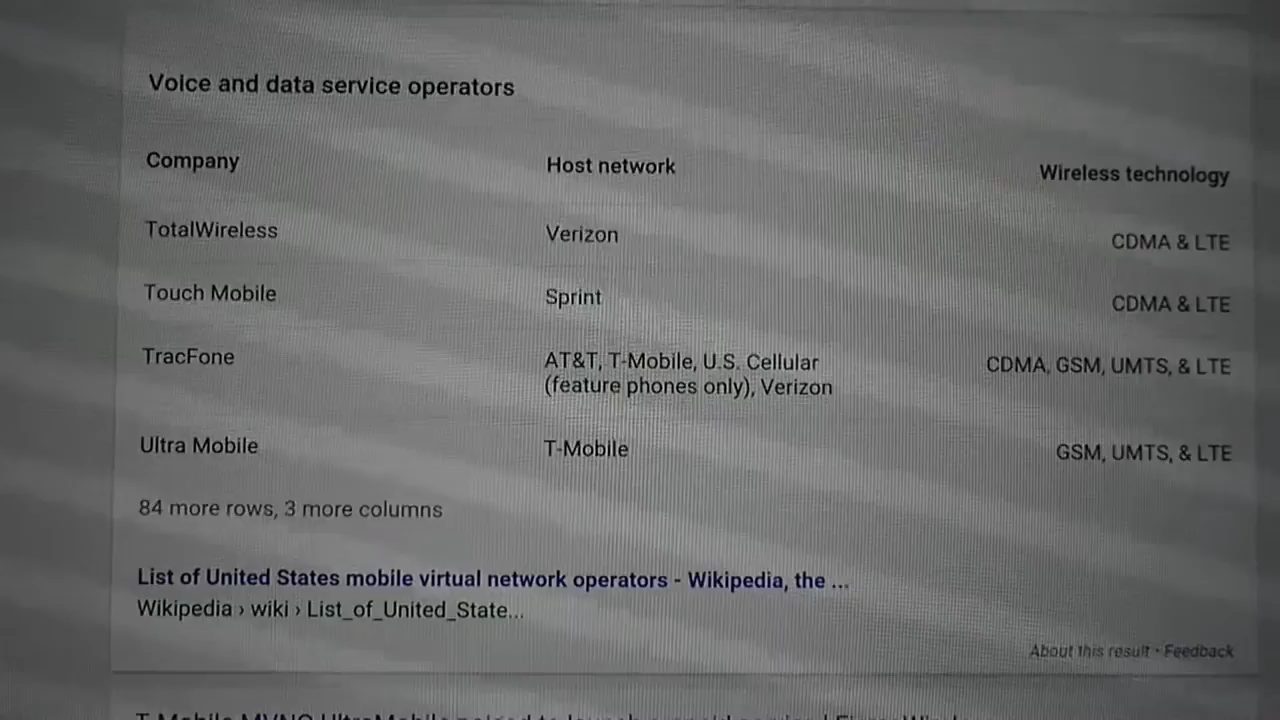 Voice and data service operators
Company Host network Wireless technology
TotalWireless Verizon CDMA & LTE
Touch Mobile Sprint CDMA & LTE
TracFone AT&T, T-Mobile, U.S. Cellular CDMA, GSM, UMTS, & LTE
(feature phones only), Verizon
Ultra Mobile T-Mobile GSM, UMTS, & LTE
84 more rows, 3 more columns
List of United States mobile virtual network operators - Wikipedia, the ...
Wikipedia › wiki › List_of_United_State...
About this result • Feedback